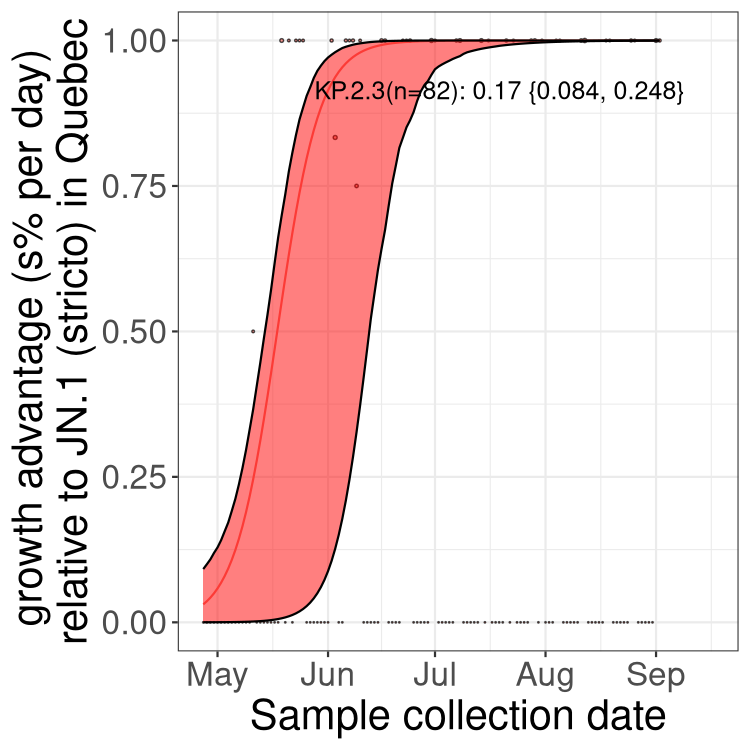 growth advantage (s% per day)
relative to JN.1 (stricto) in Quebec
1.00
0.75
0.50
0.25
0.00
KP.2.3(n=82): 0.17 {0.084, 0.248}
May Jun Jul Aug Sep
Sample collection date